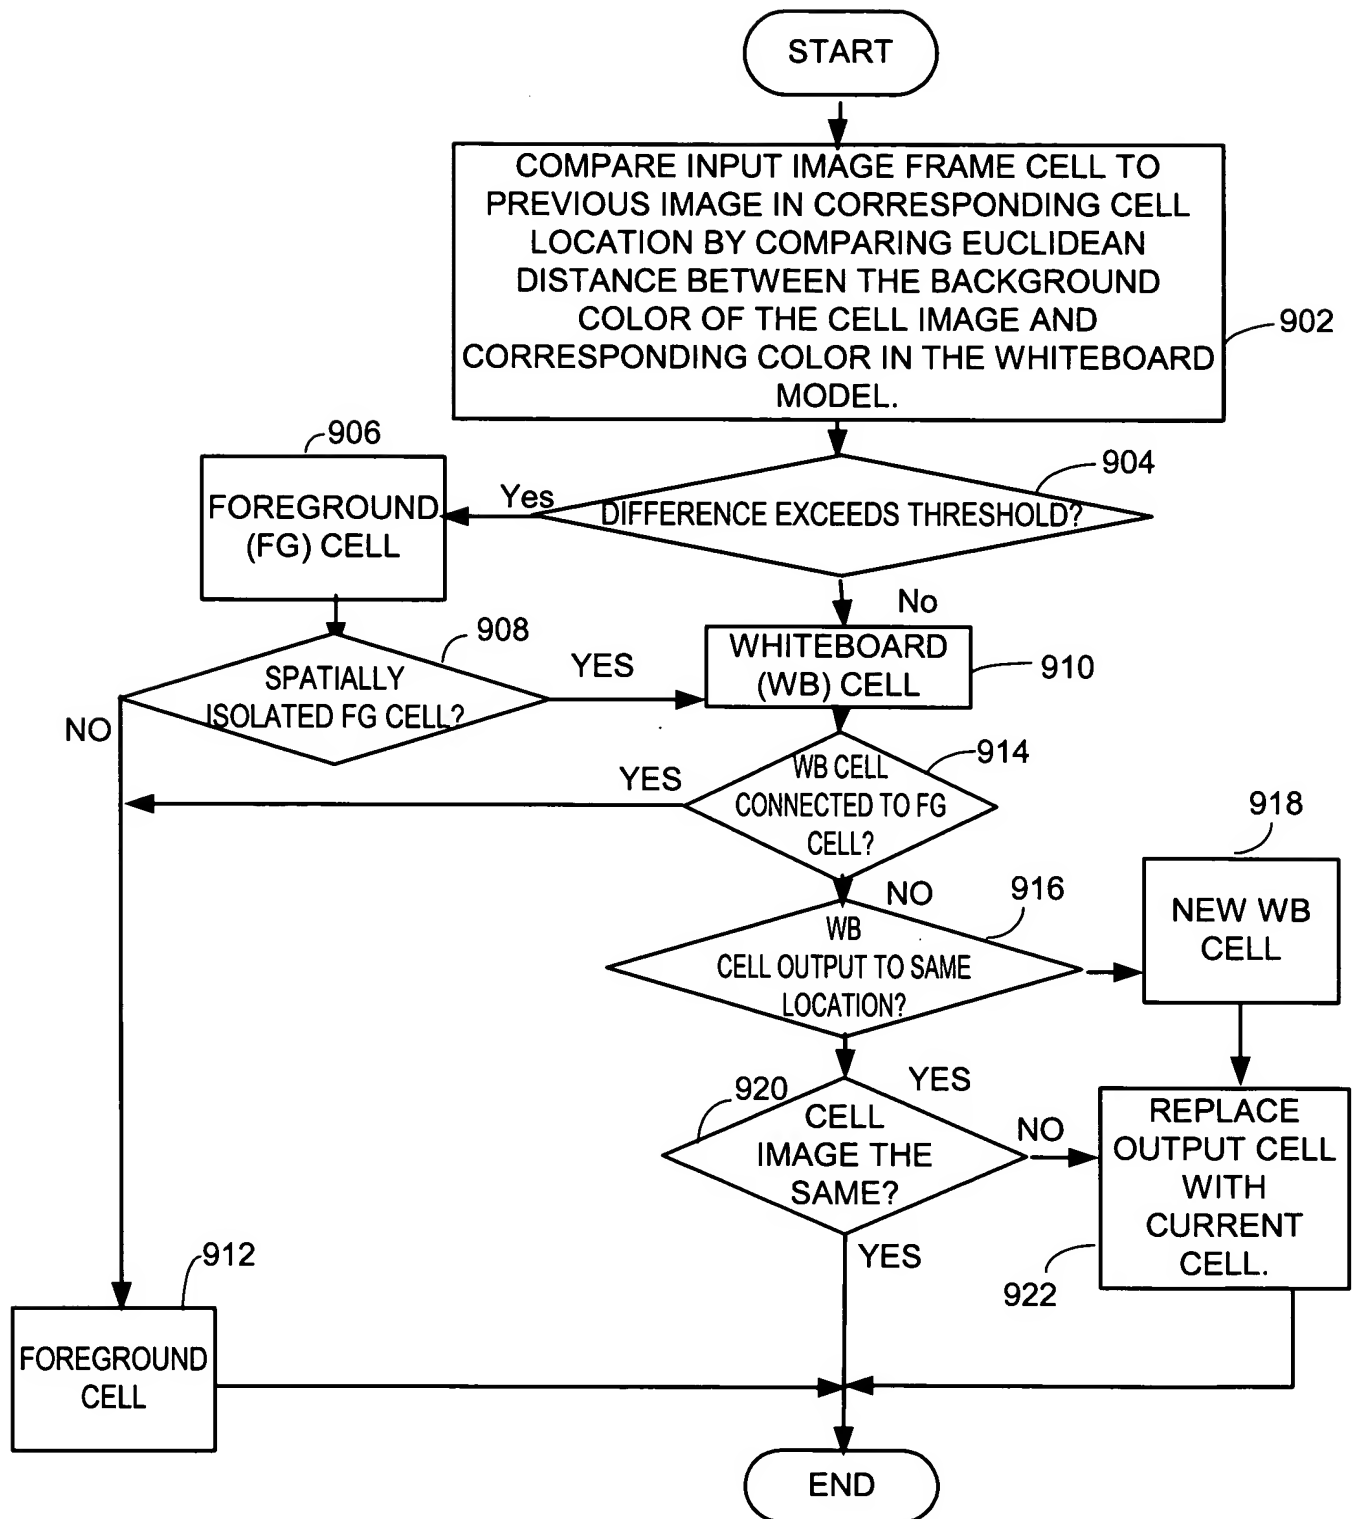 START
COMPARE INPUT IMAGE FRAME CELL TO
PREVIOUS IMAGE IN CORRESPONDING CELL
LOCATION BY COMPARING EUCLIDEAN
DISTANCE BETWEEN THE BACKGROUND
COLOR OF THE CELL IMAGE AND
CORRESPONDING COLOR IN THE WHITEBOARD
MODEL.
902
906
904
FOREGROUND
(FG) CELL
Yes
DIFFERENCE EXCEEDS THRESHOLD?
No
908
SPATIALLY
ISOLATED FG CELL?
YES
NO
WHITEBOARD
(WB) CELL
910
914
WB CELL
CONNECTED TO FG
CELL?
YES
NO
916
918
WB
CELL OUTPUT TO SAME
LOCATION?
NEW WB
CELL
YES
920
CELL
IMAGE THE
SAME?
NO
YES
REPLACE
OUTPUT CELL
WITH
CURRENT
CELL.
922
912
FOREGROUND
CELL
END